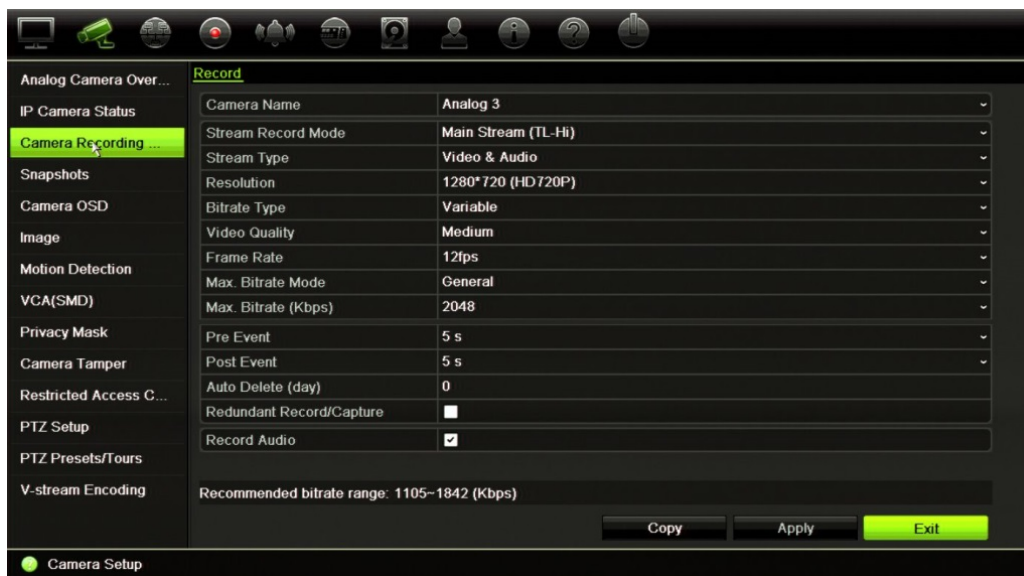 Analog Camera Over...
IP Camera Status
Camera Recording ...
Snapshots
Camera OSD
Image
Motion Detection
VCA(SMD)
Privacy Mask
Camera Tamper
Restricted Access C...
PTZ Setup
PTZ Presets/Tours
V-stream Encoding
Record
Camera Name Analog 3
Stream Record Mode Main Stream (TL-Hi)
Stream Type Video & Audio
Resolution 1280*720 (HD720P)
Bitrate Type Variable
Video Quality Medium
Frame Rate 12fps
Max. Bitrate Mode General
Max. Bitrate (Kbps) 2048
Pre Event 5 s
Post Event 5 s
Auto Delete (day) 0
Redundant Record/Capture
Record Audio
Recommended bitrate range: 1105~1842 (Kbps)
Copy Apply Exit
Camera Setup